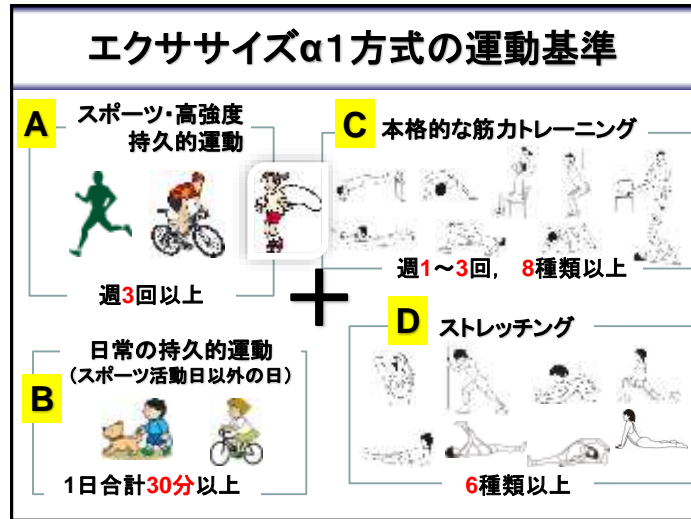 エクササイズα1方式の運動基準
A
スポーツ・高強度
持久的運動
週3回以上
B
日常の持久的運動
(スポーツ活動日以外の日)
1日合計30分以上
+
C
本格的な筋力トレーニング
週1～3回, 8種類以上
D
ストレッチング
6種類以上